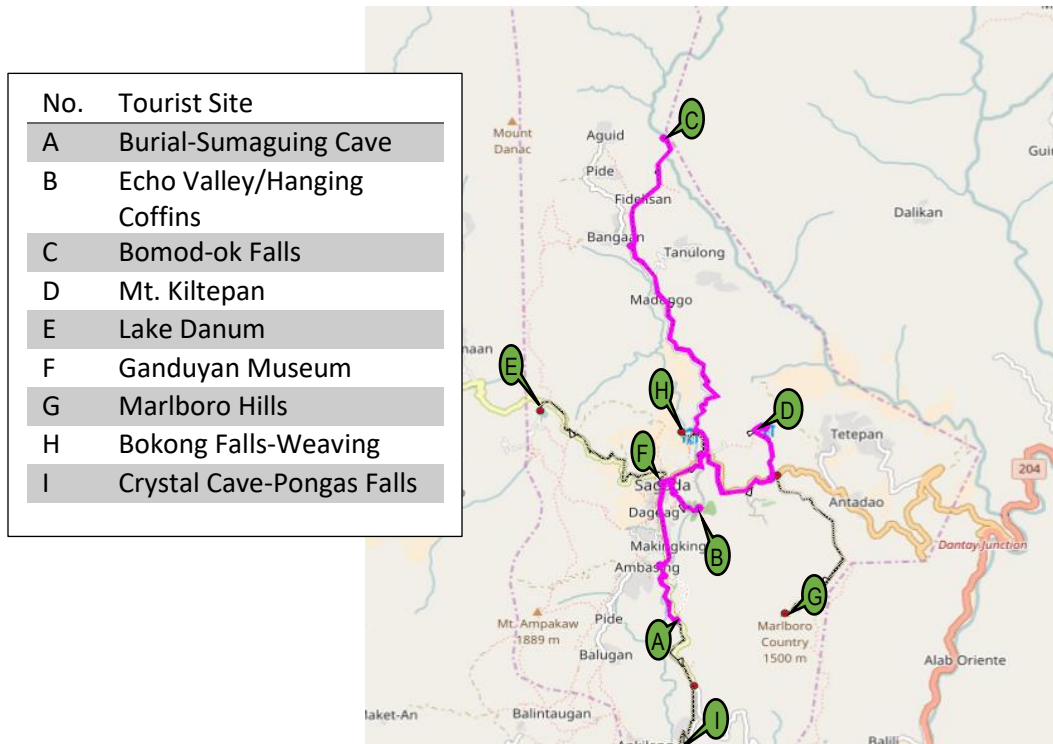 No. Tourist Site
A Burial-Sumaguing Cave
B Echo Valley/Hanging
Coffins
C Bomod-ok Falls
D Mt. Kiltepan
E Lake Danum
F Ganduyan Museum
G Marlboro Hills
H Bokong Falls-Weaving
I Crystal Cave-Pongas Falls
C
Mount
Danac
Aguid
Pide
Fidelisan
Dalikan
Bangaan
Tanulong
Madongo
E
H
D
Tetepan
F
204
Sagada
Antadao
Dagdag
Dantay Junction
Makingking
B
Ambasing
G
Mt. Ampakaw
1889 m
Pide
A
Marlboro
Country
1500 m
Balugan
Alab Oriente
Balintaugan
I